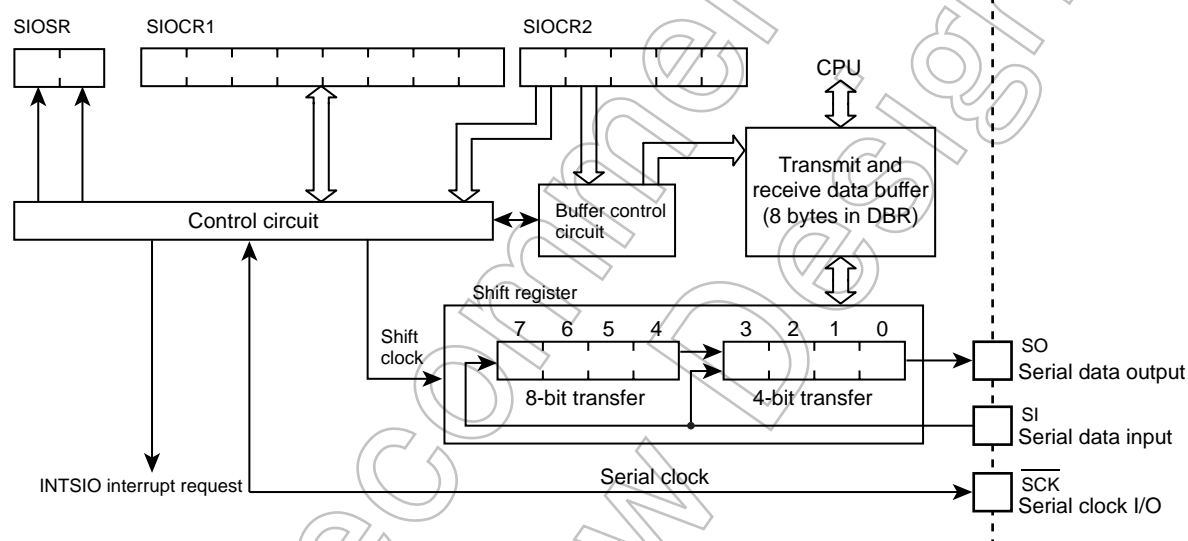 SIOSR
SIOCR1
SIOCR2
CPU
Transmit and
receive data buffer
(8 bytes in DBR)
Control circuit
Buffer control
circuit
Shift register
7 6 5 4 3 2 1 0
Shift
clock
8-bit transfer
4-bit transfer
SO
Serial data output
SI
Serial data input
INTSIO interrupt request
Serial clock
SCK
Serial clock I/O